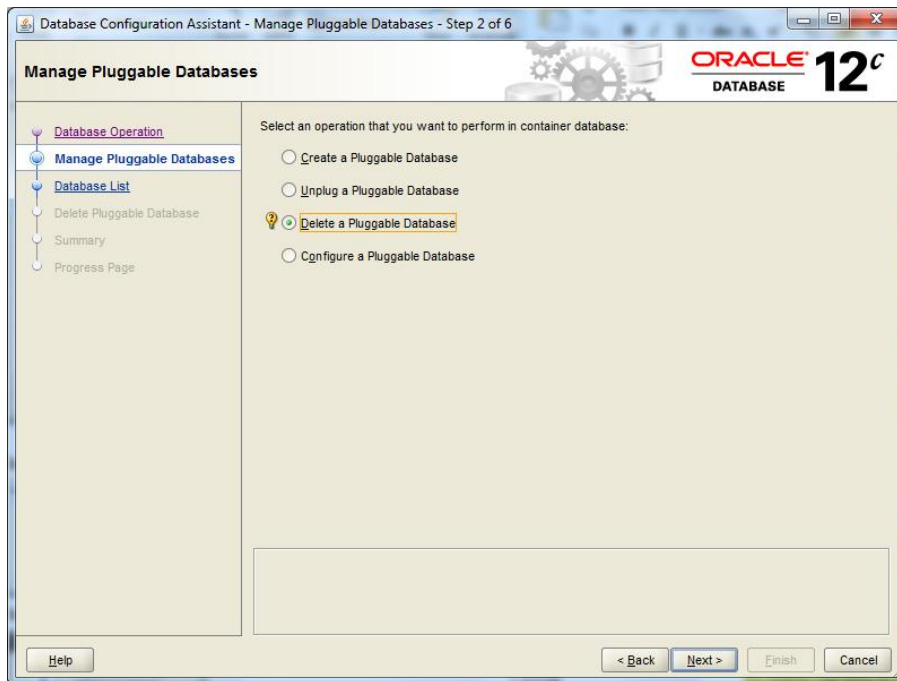 Database Configuration Assistant - Manage Pluggable Databases - Step 2 of 6
Manage Pluggable Databases
ORACLE
DATABASE
12c
Database Operation
Manage Pluggable Databases
Database List
Delete Pluggable Database
Summary
Progress Page
Select an operation that you want to perform in container database:
Create a Pluggable Database
Unplug a Pluggable Database
Delete a Pluggable Database
Configure a Pluggable Database
Help
< Back
Next >
Finish
Cancel